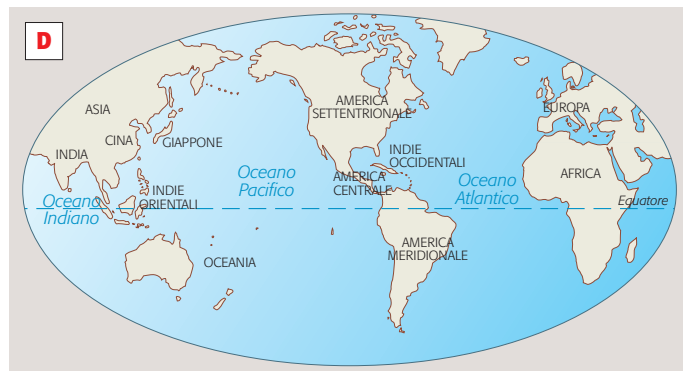 D
ASIA
CINA
INDIA
GIAPPONE
INDIE
ORIENTALI
Oceano
Indiano
Oceano
Pacifico
OCEANIA
AMERICA
SETTENTRIONALE
INDIE
OCCIDENTALI
AMERICA
CENTRALE
AMERICA
MERIDIONALE
Oceano
Atlantico
EUROPA
AFRICA
Equatore